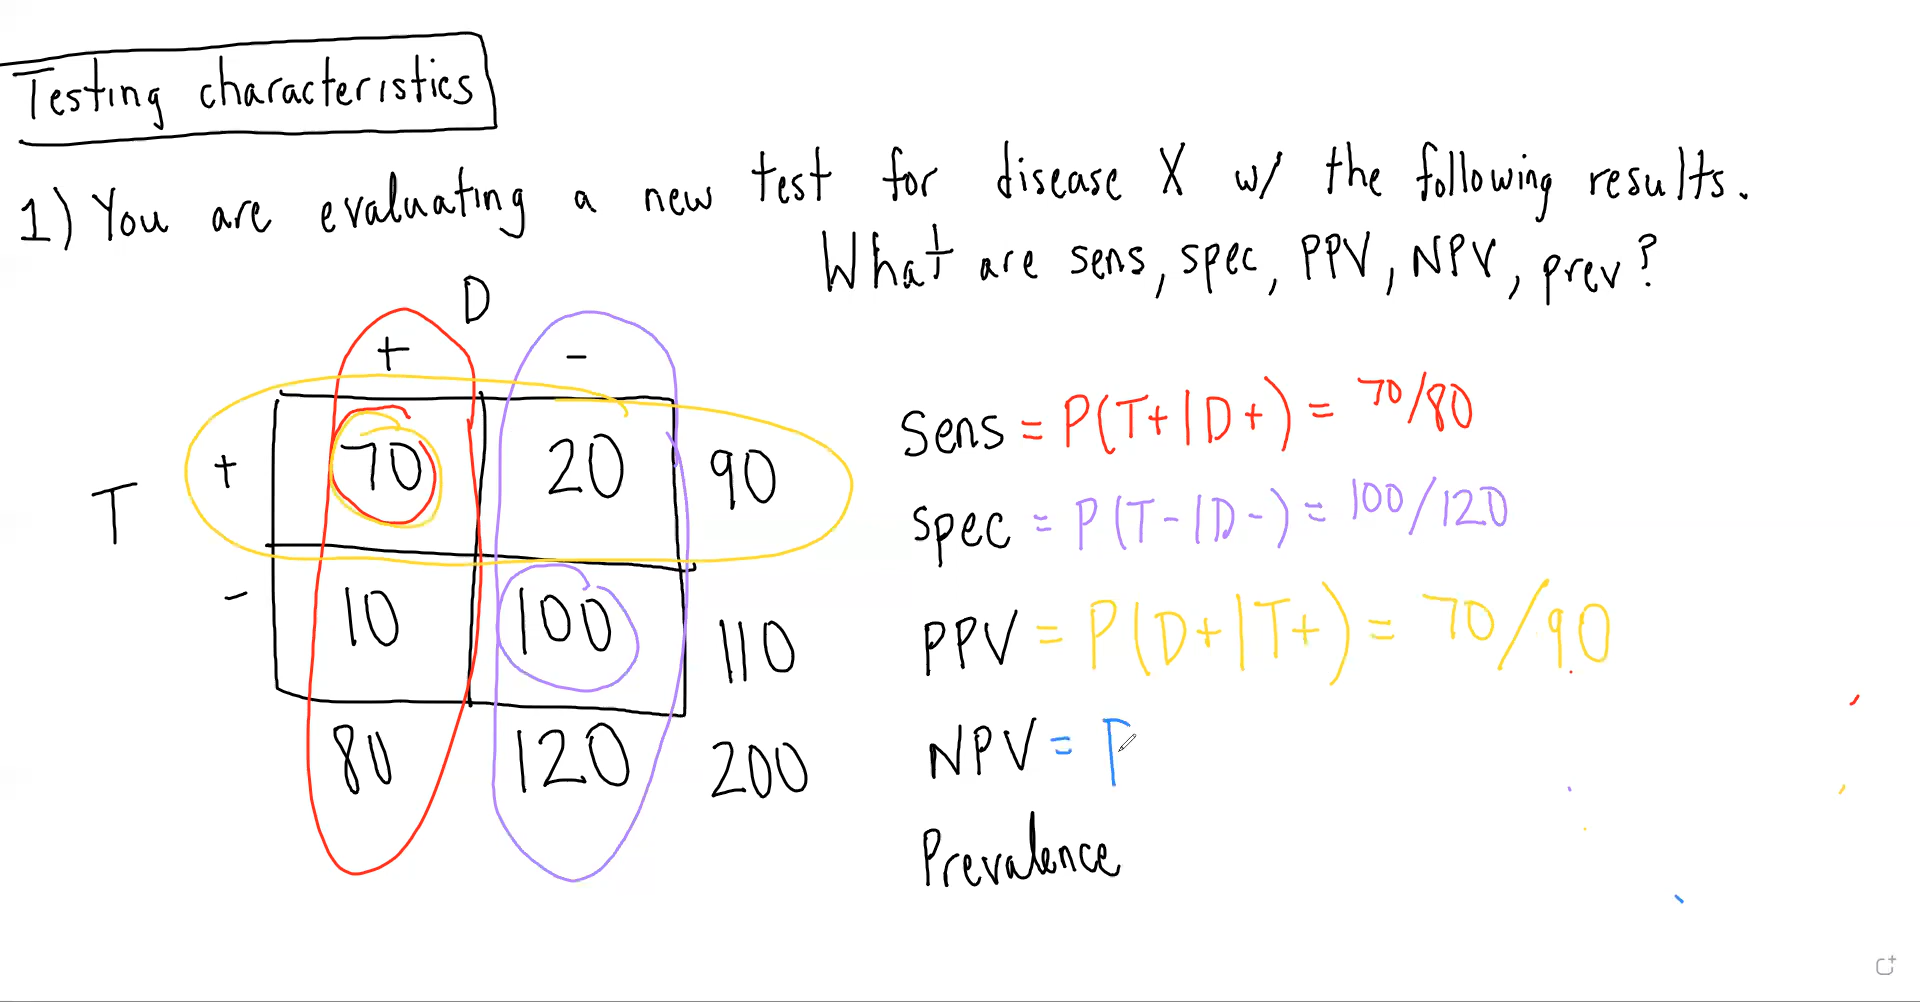 Testing characteristics
1) You are evaluating a new test for disease X w/ the following results.
What are sens, spec, PPV, NPV, prev?
D
+ -
T + 70 20 90
- 10 100 110
80 120 200
Sens = P(T+|D+) = 70/80
Spec = P(T-|D-) = 100/120
PPV = P(D+|T+) = 70/90
NPV = P
Prevalence